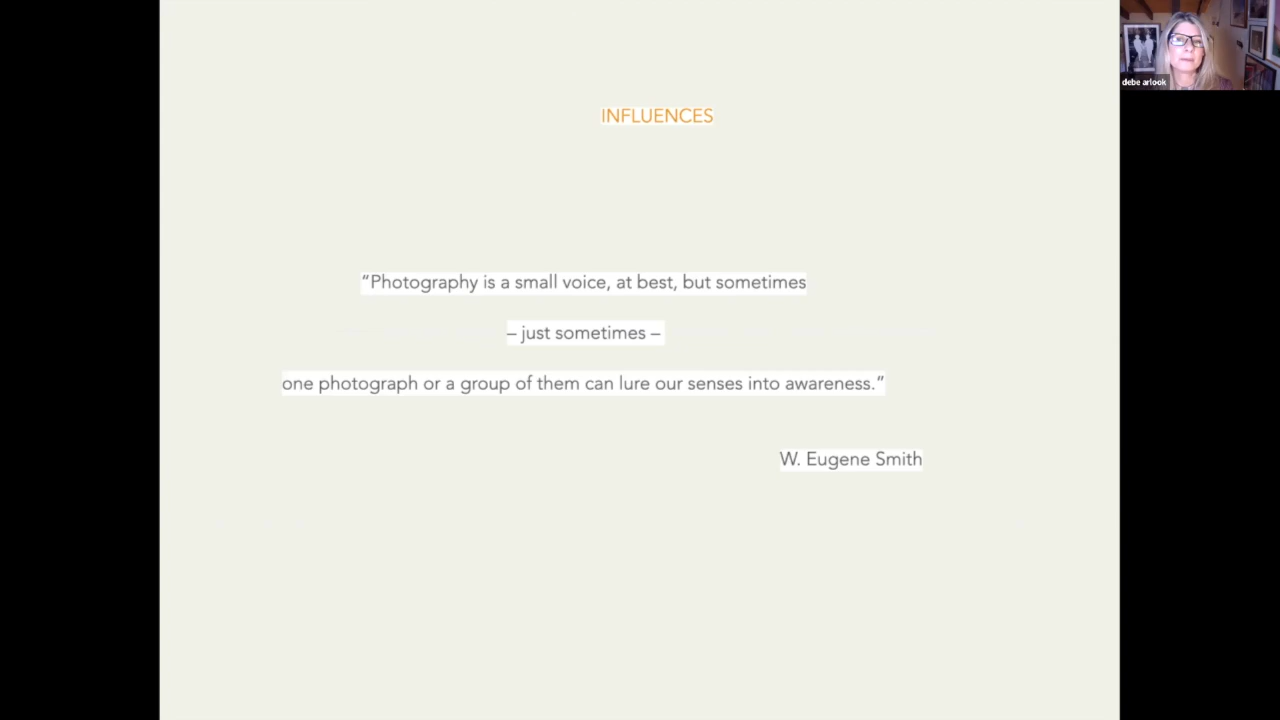 INFLUENCES
“Photography is a small voice, at best, but sometimes
– just sometimes –
one photograph or a group of them can lure our senses into awareness.”
W. Eugene Smith
debe arlook